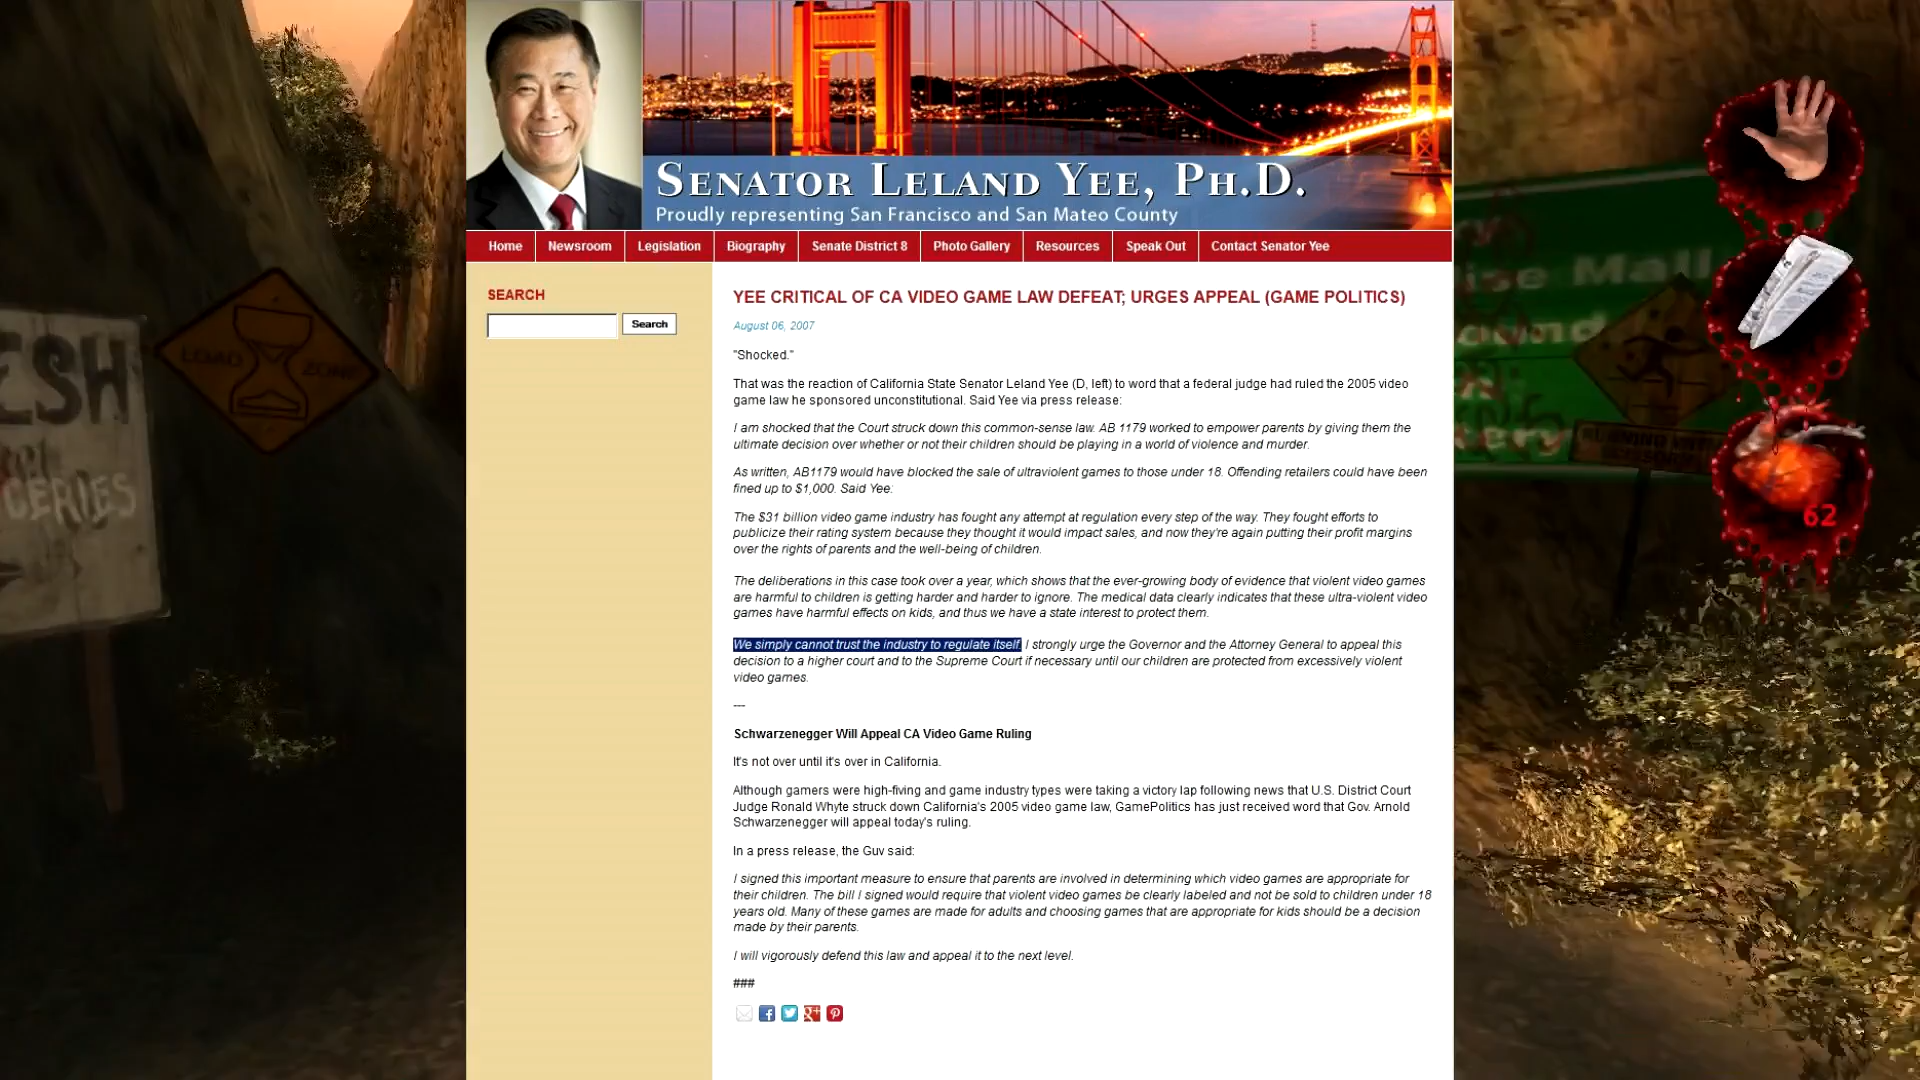 SENATOR LELAND YEE, PH.D.
Proudly representing San Francisco and San Mateo County
Home Newsroom Legislation Biography Senate District 8 Photo Gallery Resources Speak Out Contact Senator Yee
SEARCH
Search
YEE CRITICAL OF CA VIDEO GAME LAW DEFEAT; URGES APPEAL (GAME POLITICS)
August 06, 2007
"Shocked."
That was the reaction of California State Senator Leland Yee (D, left) to word that a federal judge had ruled the 2005 video
game law he sponsored unconstitutional. Said Yee via press release:
I am shocked that the Court struck down this common-sense law. AB 1179 worked to empower parents by giving them the
ultimate decision over whether or not their children should be playing in a world of violence and murder.
As written, AB1179 would have blocked the sale of ultraviolent games to those under 18. Offending retailers could have been
fined up to $1,000. Said Yee:
The $31 billion video game industry has fought any attempt at regulation every step of the way. They fought efforts to
publicize their rating system because they thought it would impact sales, and now they're again putting their profit margins
over the rights of parents and the well-being of children.
The deliberations in this case took over a year, which shows that the ever-growing body of evidence that violent video games
are harmful to children is getting harder and harder to ignore. The medical data clearly indicates that these ultra-violent video
games have harmful effects on kids, and thus we have a state interest to protect them.
We simply cannot trust the industry to regulate itself. I strongly urge the Governor and the Attorney General to appeal this
decision to a higher court and to the Supreme Court if necessary until our children are protected from excessively violent
video games.
---
Schwarzenegger Will Appeal CA Video Game Ruling
It's not over until it's over in California.
Although gamers were high-fiving and game industry types were taking a victory lap following news that U.S. District Court
Judge Ronald Whyte struck down California's 2005 video game law, GamePolitics has just received word that Gov. Arnold
Schwarzenegger will appeal today's ruling.
In a press release, the Guv said:
I signed this important measure to ensure that parents are involved in determining which video games are appropriate for
their children. The bill I signed would require that violent video games be clearly labeled and not be sold to children under 18
years old. Many of these games are made for adults and choosing games that are appropriate for kids should be a decision
made by their parents.
I will vigorously defend this law and appeal it to the next level.
###
ESH
CERIES
LOAD ZONE
ise Mall
ound
ery
62